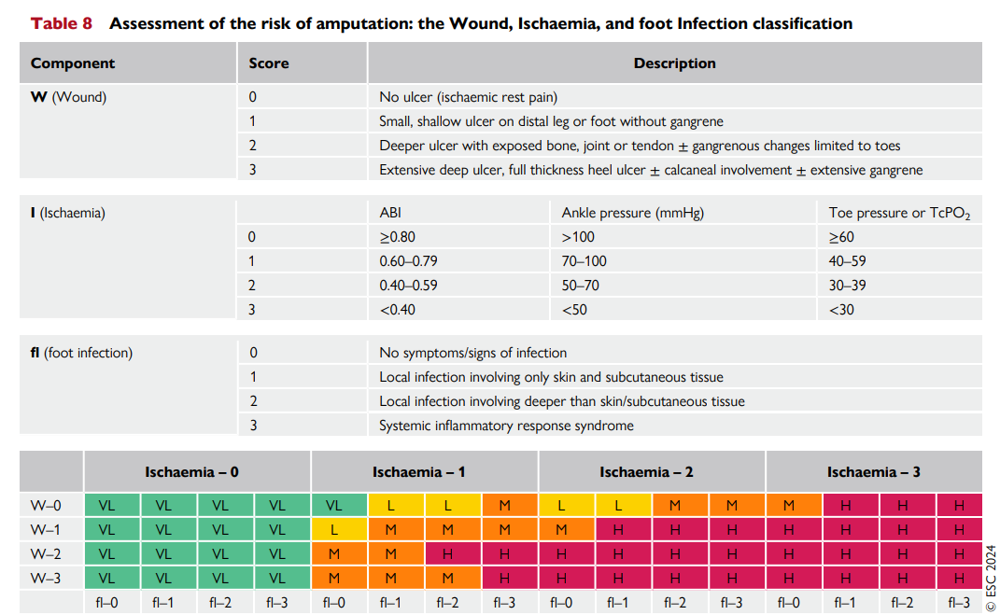 Table 8 Assessment of the risk of amputation: the Wound, Ischaemia, and foot Infection classification
Component Score Description
W (Wound) 0 No ulcer (ischaemic rest pain)
1 Small, shallow ulcer on distal leg or foot without gangrene
2 Deeper ulcer with exposed bone, joint or tendon ± gangrenous changes limited to toes
3 Extensive deep ulcer, full thickness heel ulcer ± calcaneal involvement ± extensive gangrene
I (Ischaemia) ABI Ankle pressure (mmHg) Toe pressure or TcPO₂
0 ≥0.80 >100 ≥60
1 0.60–0.79 70–100 40–59
2 0.40–0.59 50–70 30–39
3 <0.40 <50 <30
fI (foot infection) 0 No symptoms/signs of infection
1 Local infection involving only skin and subcutaneous tissue
2 Local infection involving deeper than skin/subcutaneous tissue
3 Systemic inflammatory response syndrome
Ischaemia – 0 Ischaemia – 1 Ischaemia – 2 Ischaemia – 3
W–0 VL VL VL VL VL L L M L L M M M H H H
W–1 VL VL VL VL L M M M M H H H H H H H
W–2 VL VL VL VL M M H H H H H H H H H H
W–3 VL VL VL VL M M M H H H H H H H H H
fI–0 fI–1 fI–2 fI–3 fI–0 fI–1 fI–2 fI–3 fI–0 fI–1 fI–2 fI–3 fI–0 fI–1 fI–2 fI–3
© ESC 2024